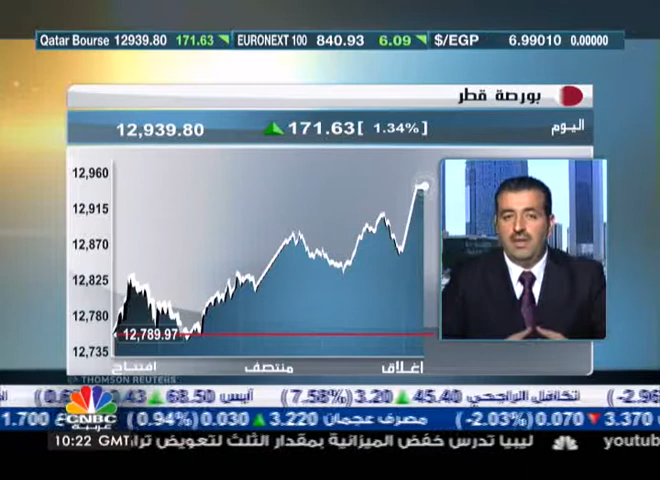 Qatar Bourse 12939.80 171.63 EURONEXT 100 840.93 6.09 $/EGP 6.99010 0.00000
بورصة قطر
اليوم 12,939.80 171.63[ 1.34%]
12,960
12,915
12,870
12,825
12,780
12,735
12,789.97
افتتاح منتصف إغلاق
THOMSON REUTERS
تكافل الراجحي 45.40 3.20 (7.58%) آيس 68.50 0.43
3.370 0.070 (-2.03%) مصرف عجمان 3.220 0.030 (0.94%) 1.700
CNBC
عربية
10:22 GMT
ليبيا تدرس خفض الميزانية بمقدار الثلث لتعويض
youtub